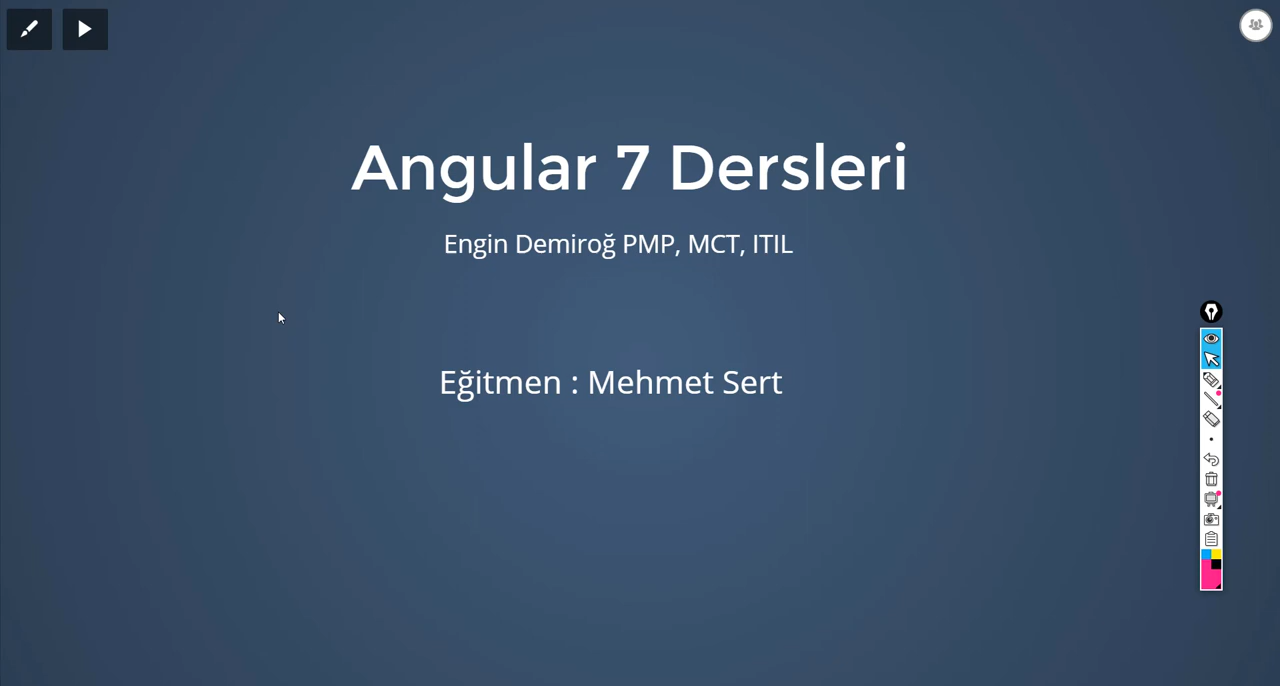 Angular 7 Dersleri
Engin Demiroğ PMP, MCT, ITIL
Eğitmen : Mehmet Sert